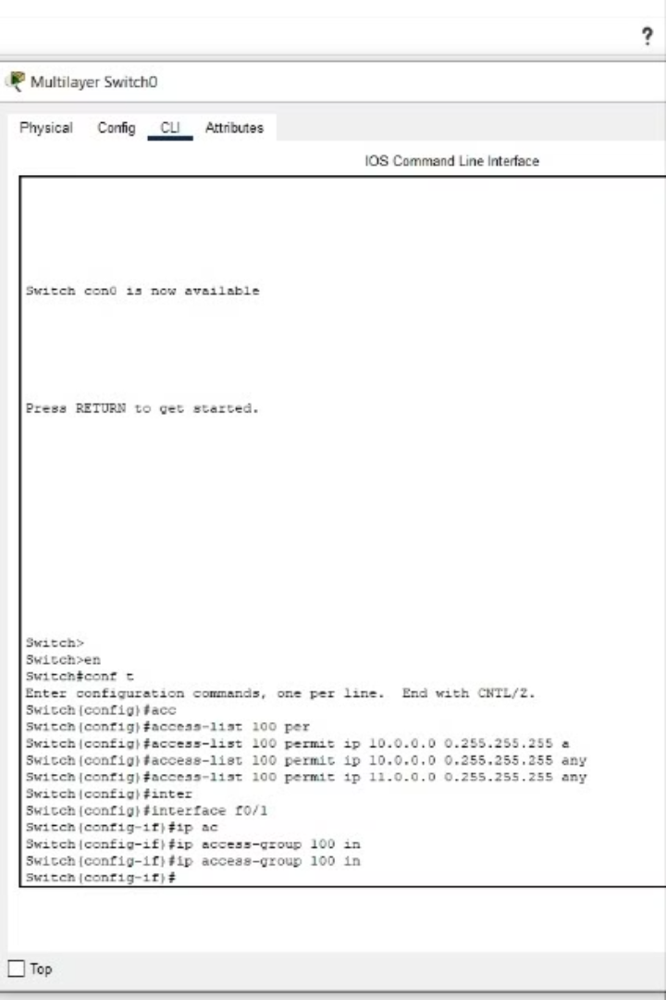 ?
Multilayer Switch0
Physical Config CLI Attributes
IOS Command Line Interface
Switch con0 is now available
Press RETURN to get started.
Switch>
Switch>en
Switch#conf t
Enter configuration commands, one per line. End with CNTL/Z.
Switch(config)#acc
Switch(config)#access-list 100 per
Switch(config)#access-list 100 permit ip 10.0.0.0 0.255.255.255 a
Switch(config)#access-list 100 permit ip 10.0.0.0 0.255.255.255 any
Switch(config)#access-list 100 permit ip 11.0.0.0 0.255.255.255 any
Switch(config)#inter
Switch(config)#interface f0/1
Switch(config-if)#ip ac
Switch(config-if)#ip access-group 100 in
Switch(config-if)#ip access-group 100 in
Switch(config-if)#
Top